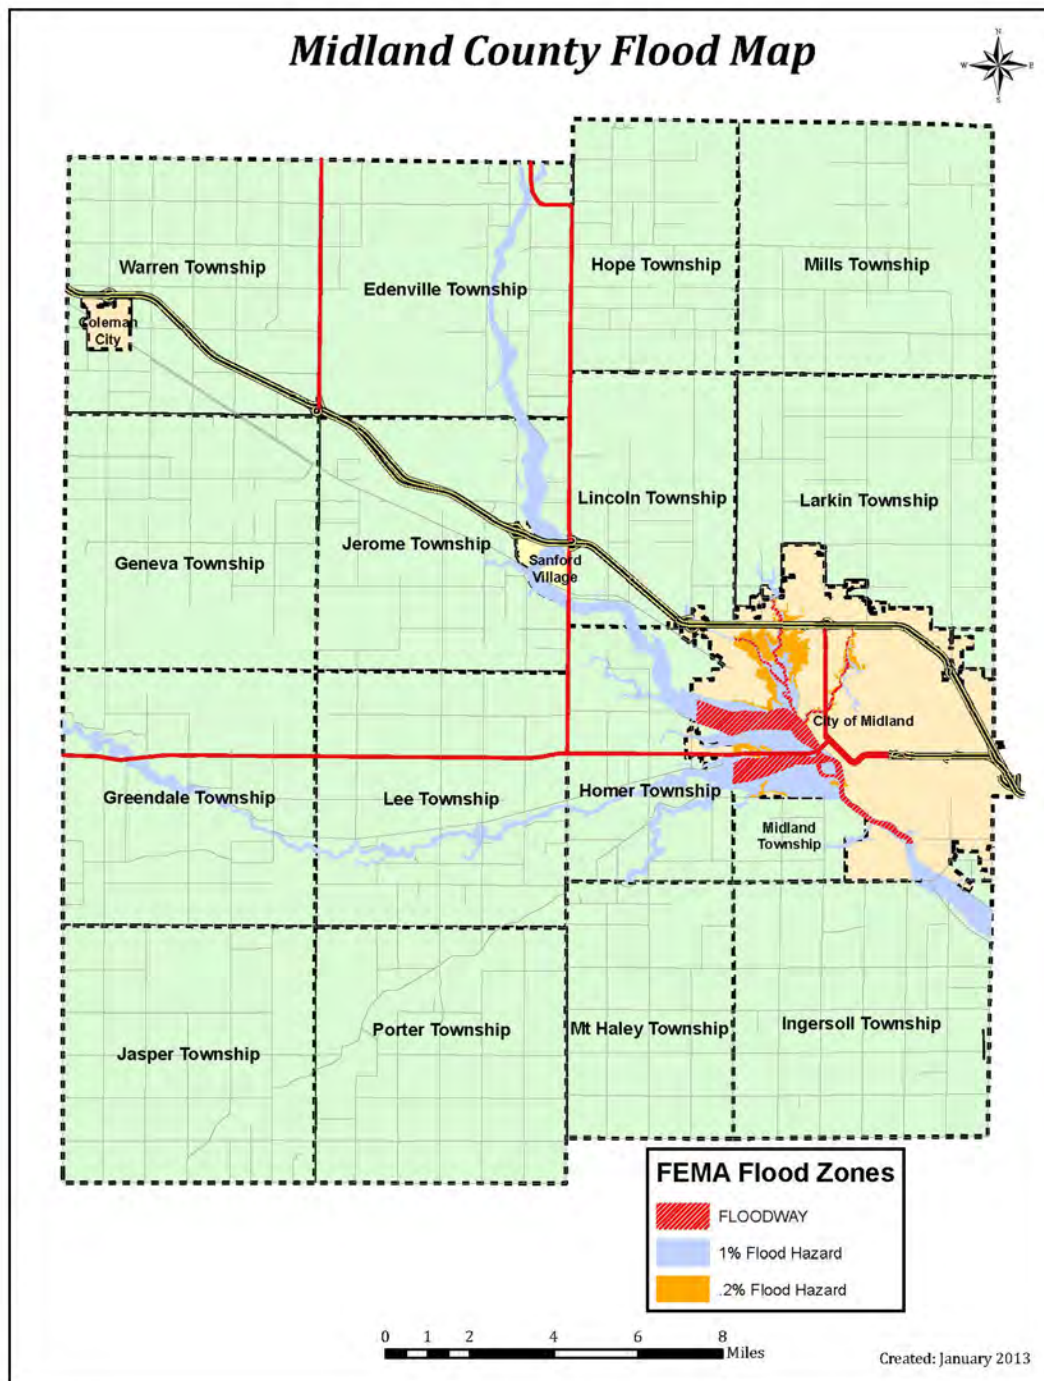 Midland County Flood Map
N
W E
S
Warren Township
Edenville Township
Hope Township
Mills Township
Coleman
City
Geneva Township
Jerome Township
Lincoln Township
Larkin Township
Sanford
Village
City of Midland
Greendale Township
Lee Township
Homer Township
Midland
Township
Jasper Township
Porter Township
Mt Haley Township
Ingersoll Township
FEMA Flood Zones
FLOODWAY
1% Flood Hazard
.2% Flood Hazard
0 1 2 4 6 8
Miles
Created: January 2013